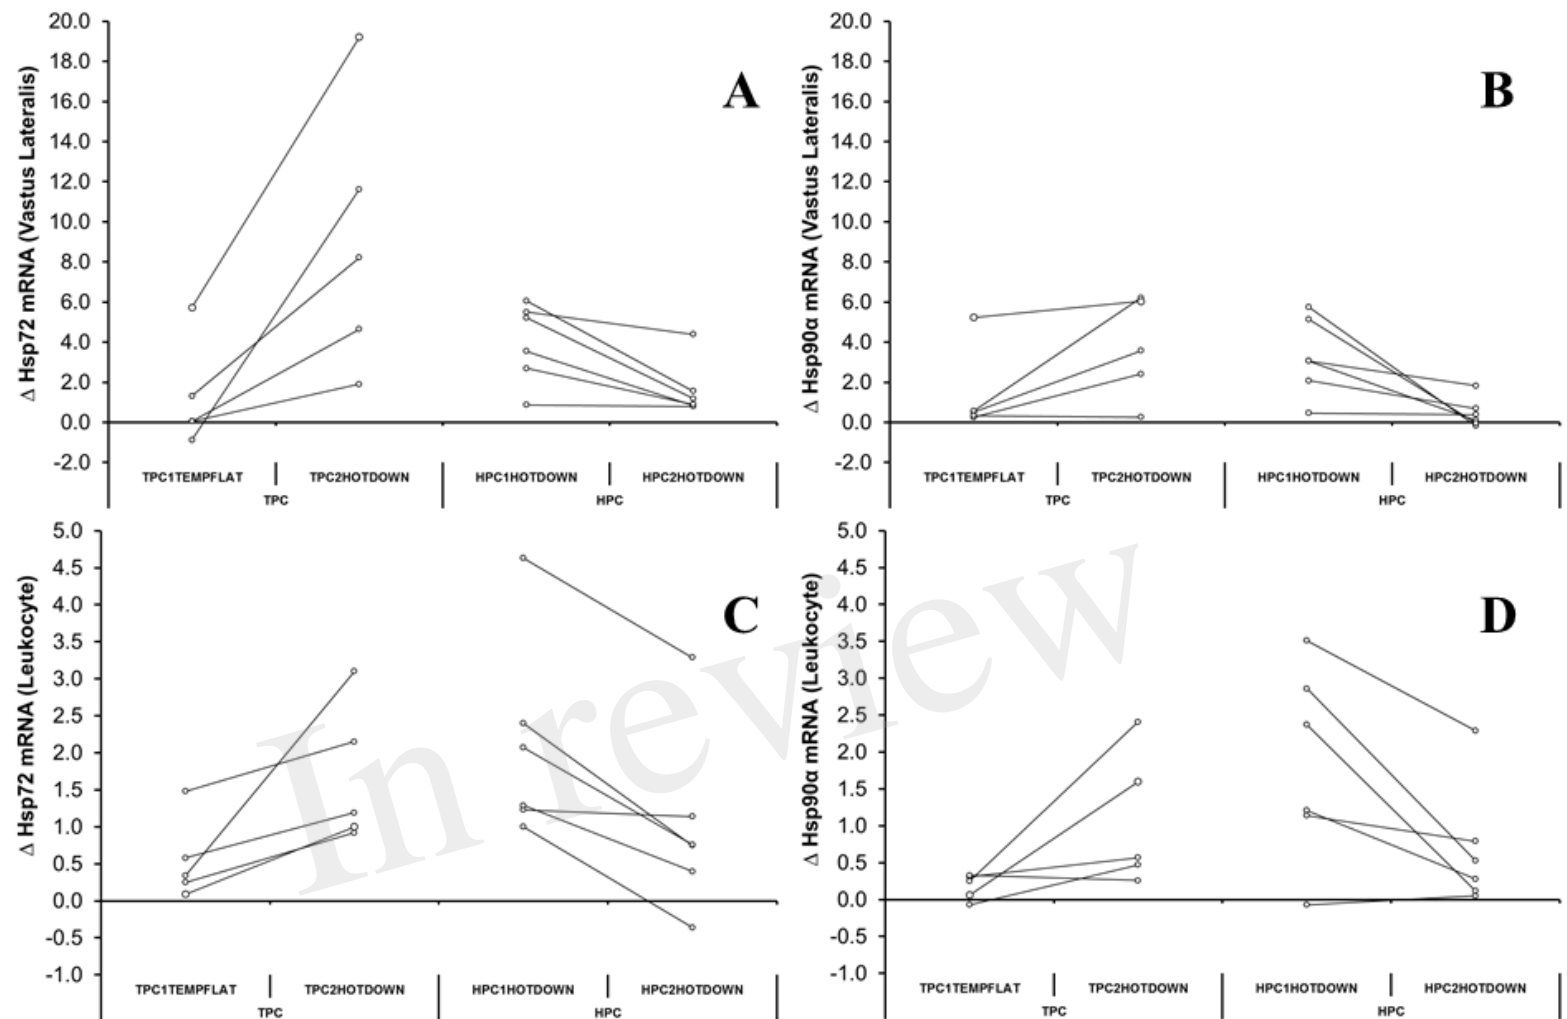 A
Δ Hsp72 mRNA (Vastus Lateralis)
20.0
18.0
16.0
14.0
12.0
10.0
8.0
6.0
4.0
2.0
0.0
-2.0
TPC1TEMPFLAT TPC2HOTDOWN HPC1HOTDOWN HPC2HOTDOWN
TPC HPC
B
Δ Hsp90α mRNA (Vastus Lateralis)
20.0
18.0
16.0
14.0
12.0
10.0
8.0
6.0
4.0
2.0
0.0
-2.0
TPC1TEMPFLAT TPC2HOTDOWN HPC1HOTDOWN HPC2HOTDOWN
TPC HPC
C
Δ Hsp72 mRNA (Leukocyte)
5.0
4.5
4.0
3.5
3.0
2.5
2.0
1.5
1.0
0.5
0.0
-0.5
-1.0
TPC1TEMPFLAT TPC2HOTDOWN HPC1HOTDOWN HPC2HOTDOWN
TPC HPC
D
Δ Hsp90α mRNA (Leukocyte)
5.0
4.5
4.0
3.5
3.0
2.5
2.0
1.5
1.0
0.5
0.0
-0.5
-1.0
TPC1TEMPFLAT TPC2HOTDOWN HPC1HOTDOWN HPC2HOTDOWN
TPC HPC
In review